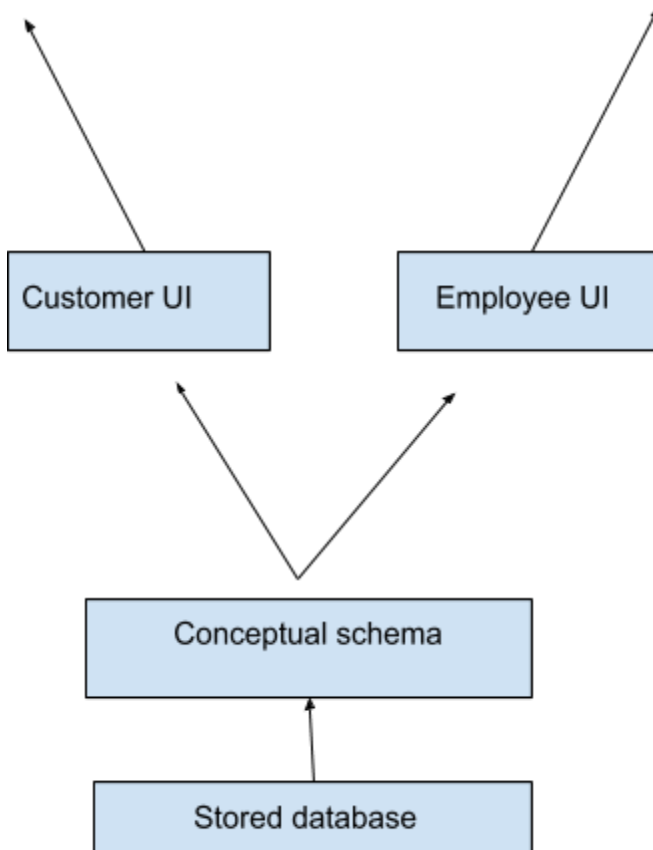 Customer UI
Employee UI
Conceptual schema
Stored database